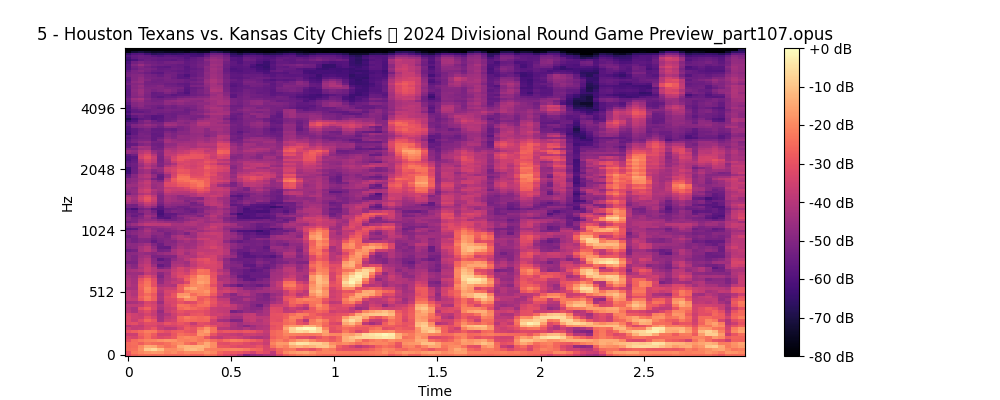 5 - Houston Texans vs. Kansas City Chiefs ▯ 2024 Divisional Round Game Preview_part107.opus
+0 dB
4096
-10 dB
-20 dB
2048
-30 dB
Hz
1024
-40 dB
-50 dB
512
-60 dB
-70 dB
0
-80 dB
0 0.5 1 1.5 2 2.5
Time